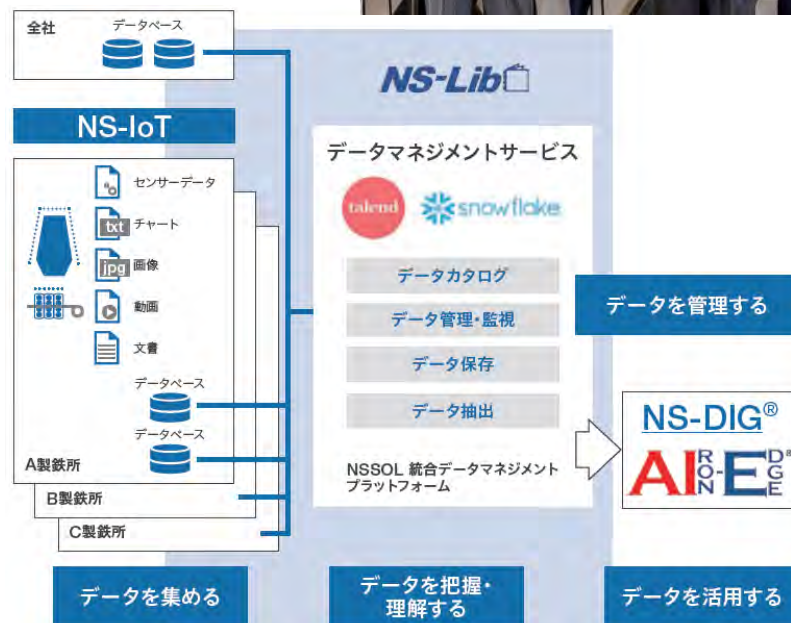 全社
データベース
NS-IoT
センサーデータ
txt
チャート
jpg
画像
動画
文書
データベース
データベース
A製鉄所
B製鉄所
C製鉄所
データを集める
NS-Lib
データマネジメントサービス
talend
snowflake
データカタログ
データ管理・監視
データ保存
データ抽出
NSSOL 統合データマネジメント
プラットフォーム
データを把握・
理解する
データを管理する
NS-DIG®
AIRON-EDGE®
データを活用する